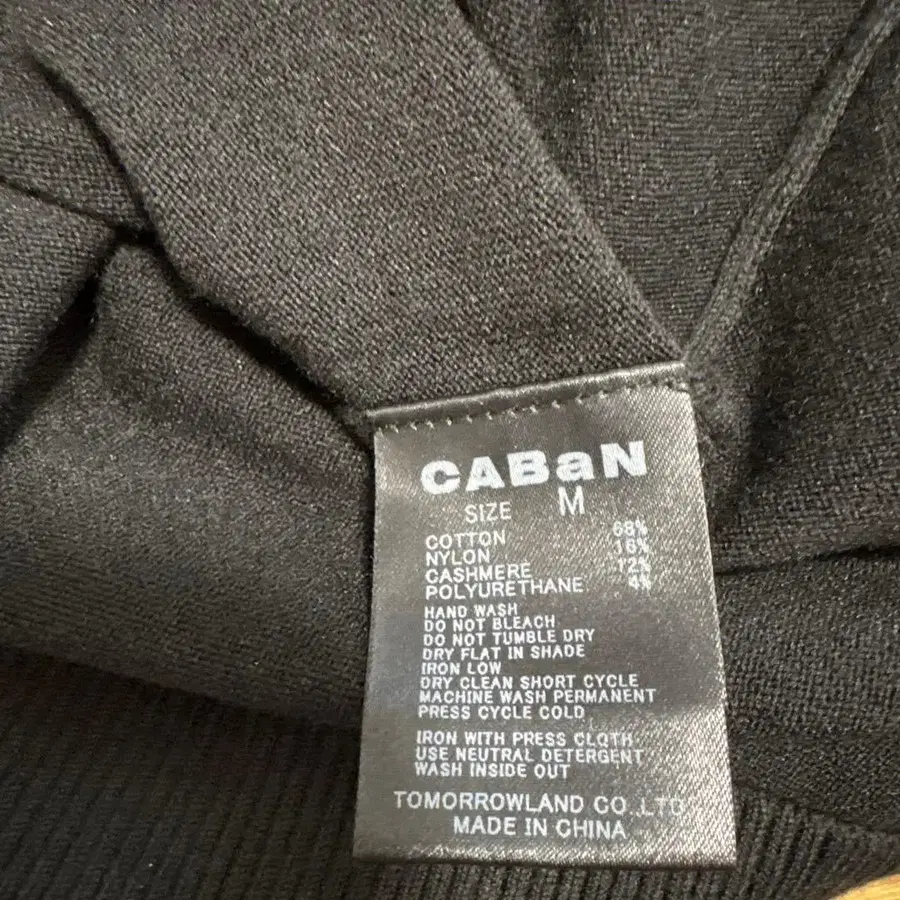 CABaN
SIZE M
COTTON 68%
NYLON 16%
CASHMERE 12%
POLYURETHANE 4%
HAND WASH
DO NOT BLEACH
DO NOT TUMBLE DRY
DRY FLAT IN SHADE
IRON LOW
DRY CLEAN SHORT CYCLE
MACHINE WASH PERMANENT
PRESS CYCLE COLD
IRON WITH PRESS CLOTH
USE NEUTRAL DETERGENT
WASH INSIDE OUT
TOMORROWLAND CO.,LTD
MADE IN CHINA